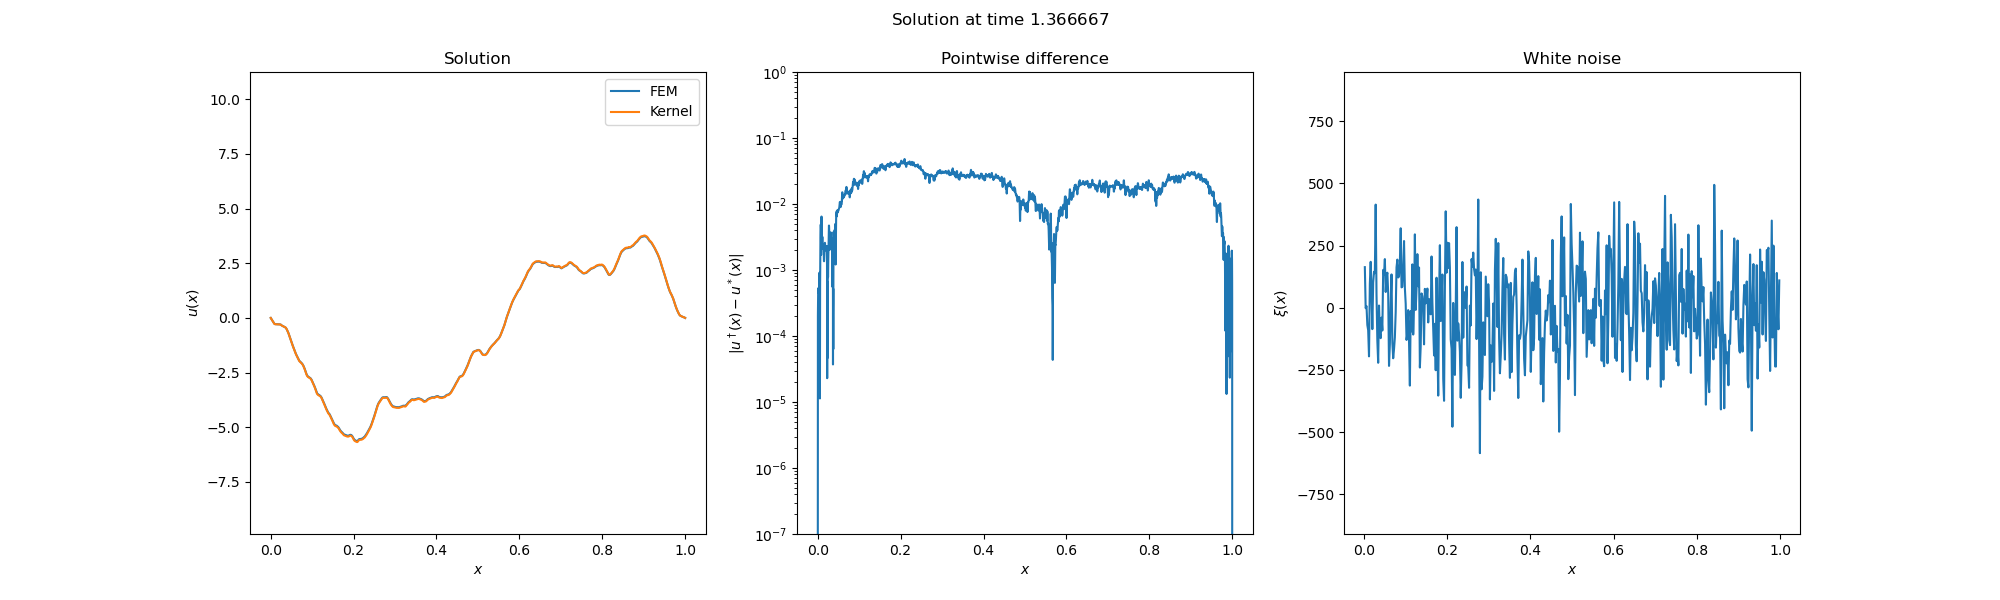 Solution at time 1.366667
Solution
10.0
7.5
5.0
2.5
0.0
−2.5
−5.0
−7.5
0.0 0.2 0.4 0.6 0.8 1.0
x
u(x)
FEM
Kernel
Pointwise difference
10⁰
10⁻¹
10⁻²
10⁻³
10⁻⁴
10⁻⁵
10⁻⁶
10⁻⁷
0.0 0.2 0.4 0.6 0.8 1.0
x
|u†(x) − u*(x)|
White noise
750
500
250
0
−250
−500
−750
0.0 0.2 0.4 0.6 0.8 1.0
x
ξ(x)